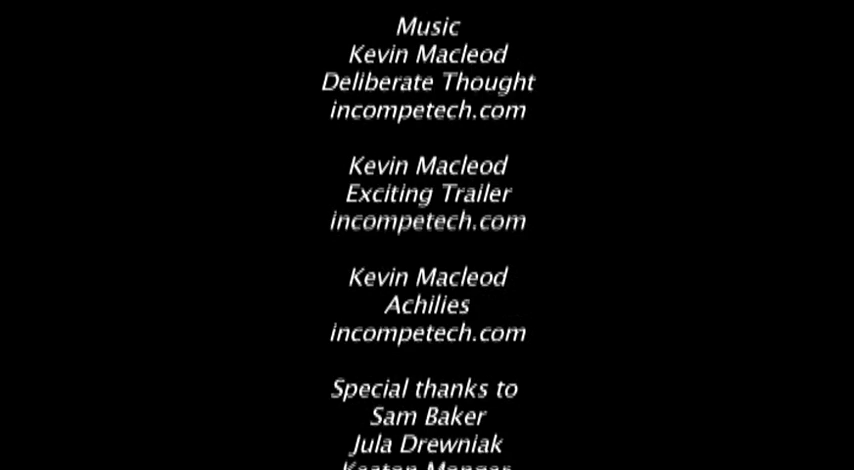 Music
Kevin Macleod
Deliberate Thought
incompetech.com
Kevin Macleod
Exciting Trailer
incompetech.com
Kevin Macleod
Achilies
incompetech.com
Special thanks to
Sam Baker
Jula Drewniak